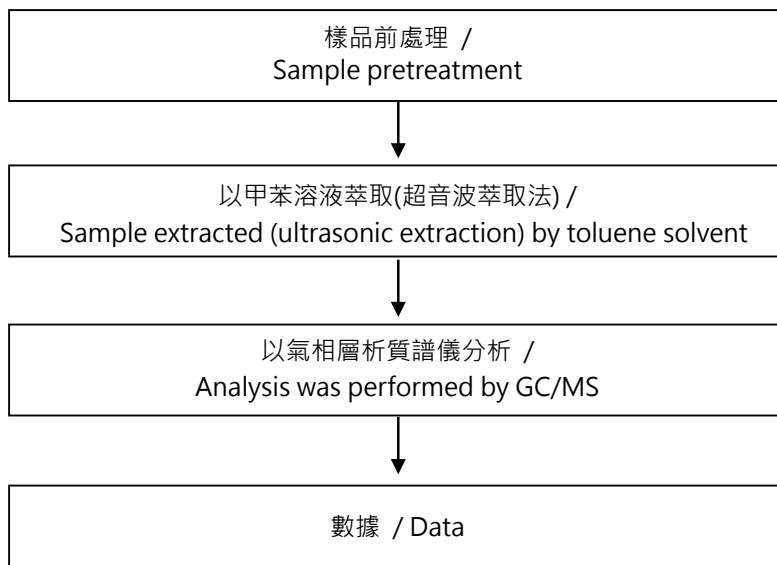 樣品前處理 /
Sample pretreatment
以甲苯溶液萃取(超音波萃取法) /
Sample extracted (ultrasonic extraction) by toluene solvent
以氣相層析質譜儀分析 /
Analysis was performed by GC/MS
數據 / Data